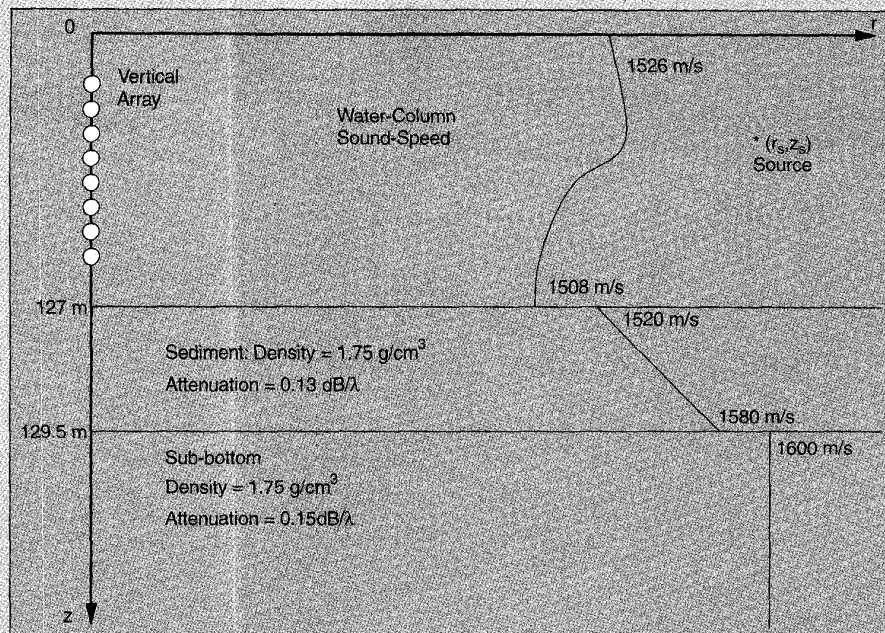 0
r
Vertical
Array
1526 m/s
Water-Column
Sound-Speed
* (rs,zs)
Source
127 m
1508 m/s
1520 m/s
Sediment: Density = 1.75 g/cm3
Attenuation = 0.13 dB/λ
129.5 m
1580 m/s
1600 m/s
Sub-bottom
Density = 1.75 g/cm3
Attenuation = 0.15dB/λ
z